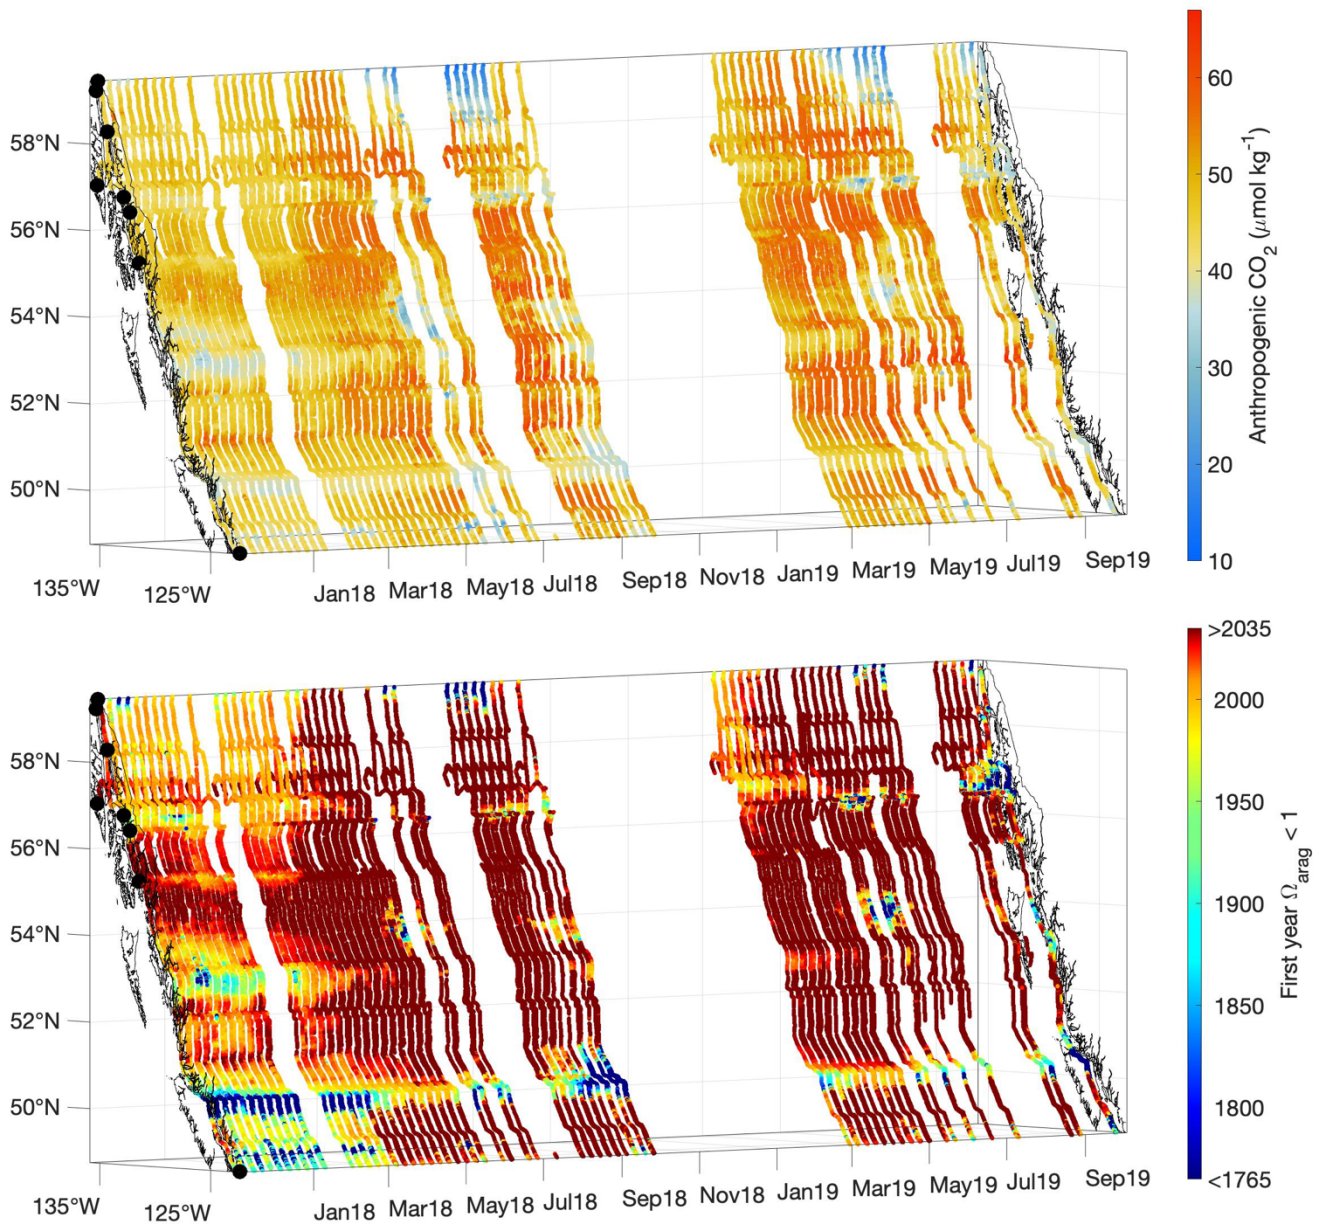 60
58°N
50
56°N
40
54°N
30
52°N
20
50°N
10
135°W 125°W Jan18 Mar18 May18 Jul18 Sep18 Nov18 Jan19 Mar19 May19 Jul19 Sep19
Anthropogenic CO2 (μmol kg-1)
>2035
2000
58°N
1950
56°N
1900
54°N
1850
52°N
1800
50°N
<1765
135°W 125°W Jan18 Mar18 May18 Jul18 Sep18 Nov18 Jan19 Mar19 May19 Jul19 Sep19
First year Ωarag < 1